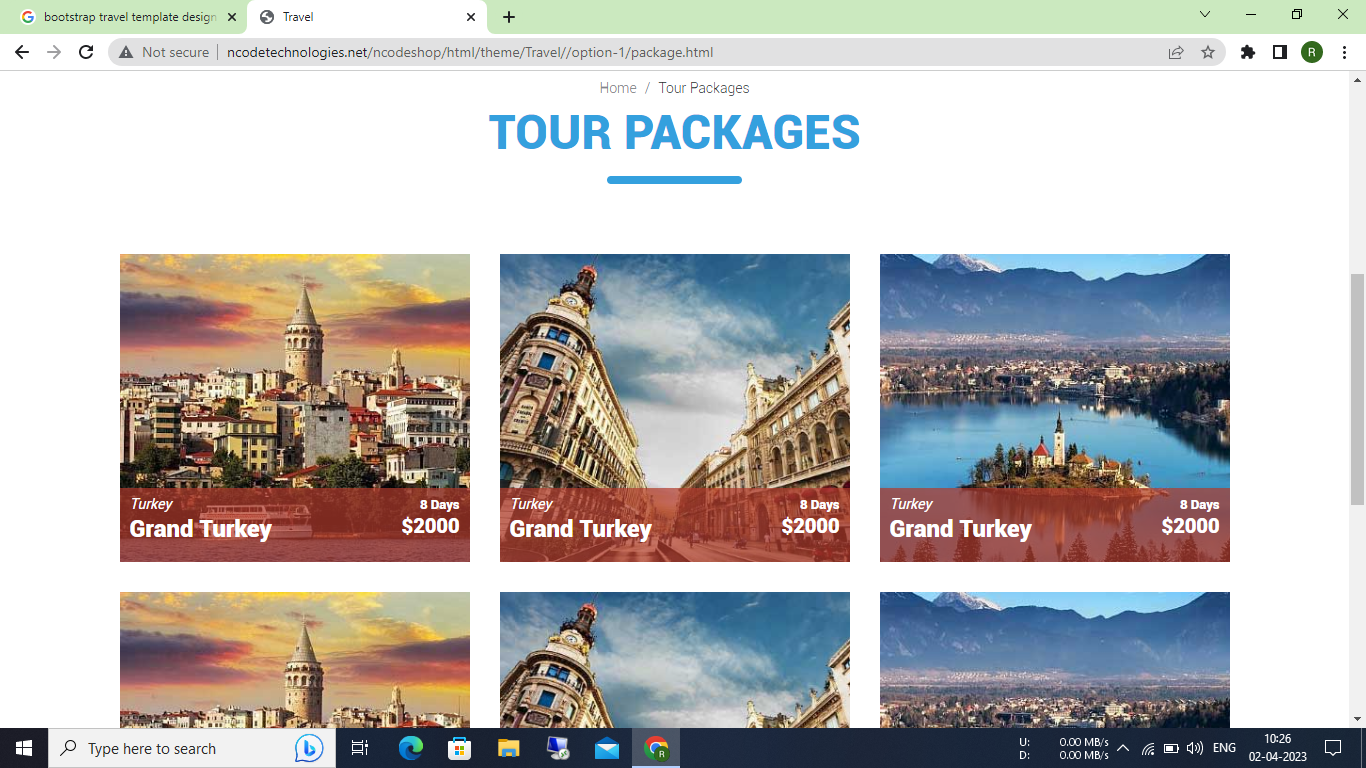 bootstrap travel template design
Travel
Not secure
ncodetechnologies.net/ncodeshop/html/theme/Travel//option-1/package.html
R
Home / Tour Packages
TOUR PACKAGES
Turkey 8 Days
Grand Turkey $2000
Turkey 8 Days
Grand Turkey $2000
Turkey 8 Days
Grand Turkey $2000
Type here to search
R
U: 0.00 MB/s
D: 0.00 MB/s
ENG
10:26
02-04-2023